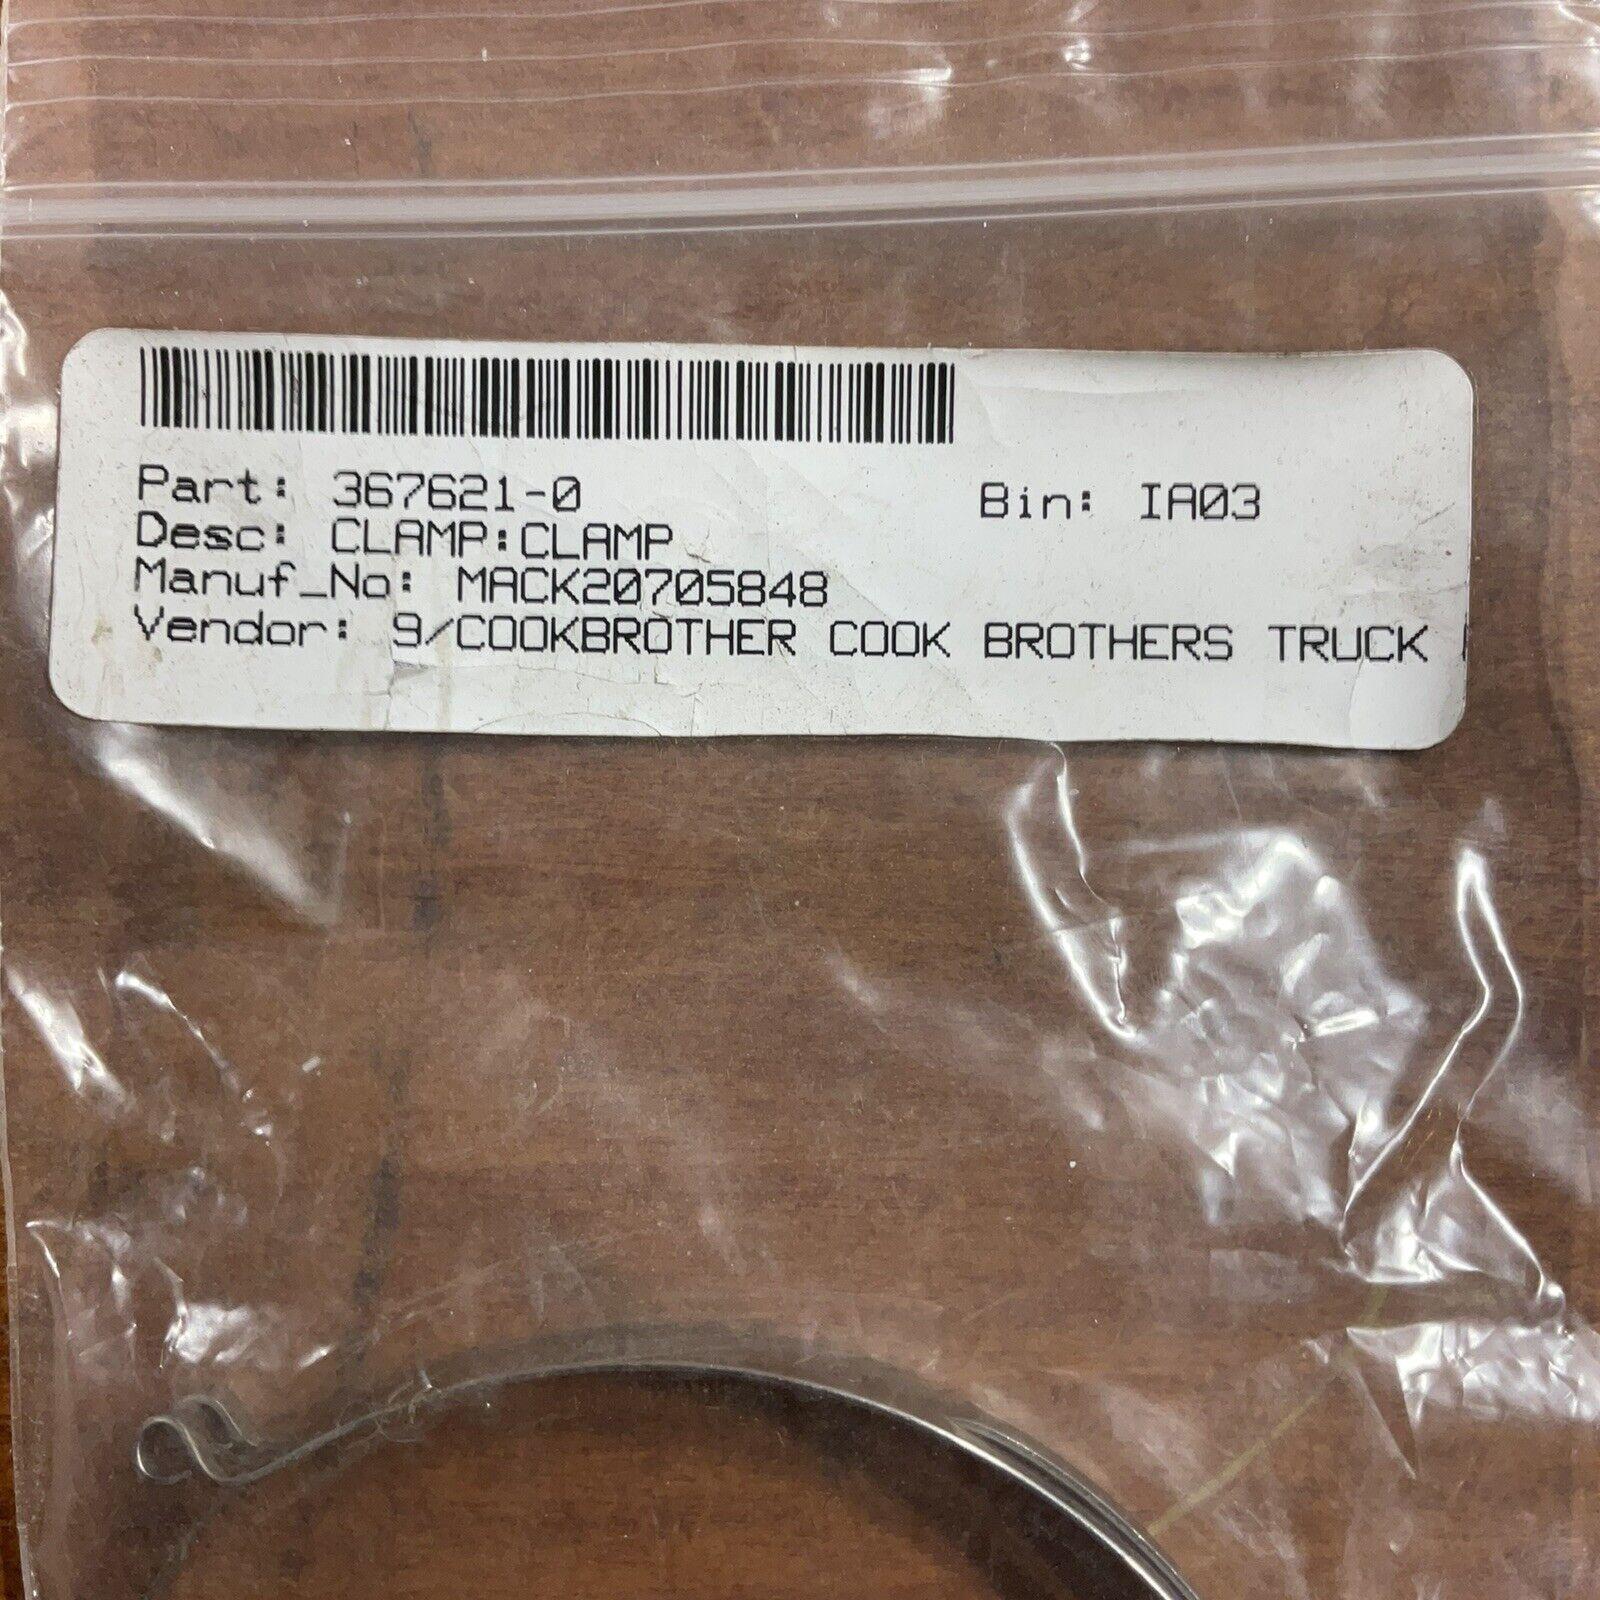 Part: 367621-0 Bin: IA03
Desc: CLAMP:CLAMP
Manuf_No: MACK20705848
Vendor: 9/COOKBROTHER COOK BROTHERS TRUCK